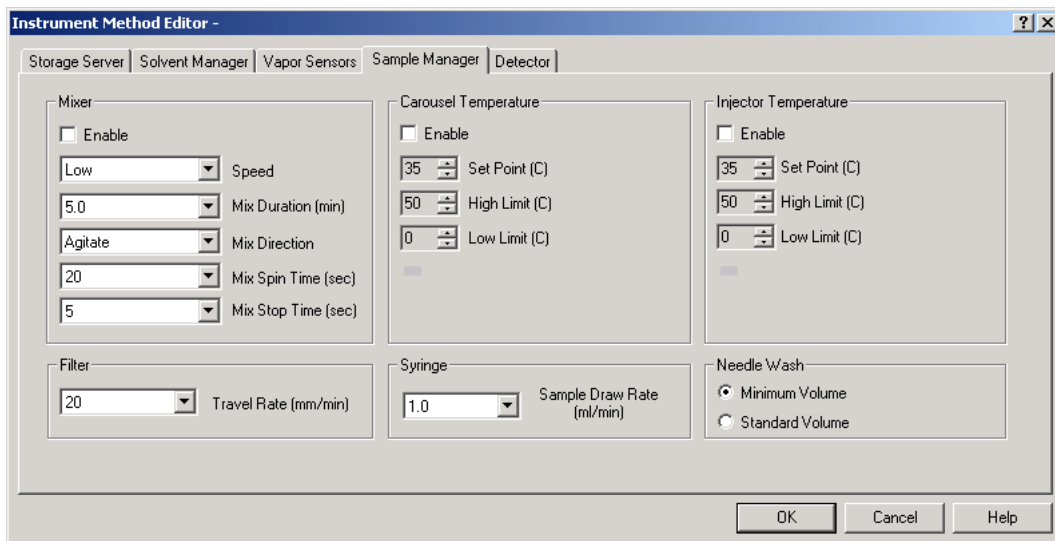 Instrument Method Editor -
Storage Server Solvent Manager Vapor Sensors Sample Manager Detector
Mixer
Enable
Low Speed
5.0 Mix Duration (min)
Agitate Mix Direction
20 Mix Spin Time (sec)
5 Mix Stop Time (sec)
Carousel Temperature
Enable
35 Set Point (C)
50 High Limit (C)
0 Low Limit (C)
Injector Temperature
Enable
35 Set Point (C)
50 High Limit (C)
0 Low Limit (C)
Filter
20 Travel Rate (mm/min)
Syringe
1.0 Sample Draw Rate
(ml/min)
Needle Wash
Minimum Volume
Standard Volume
OK Cancel Help